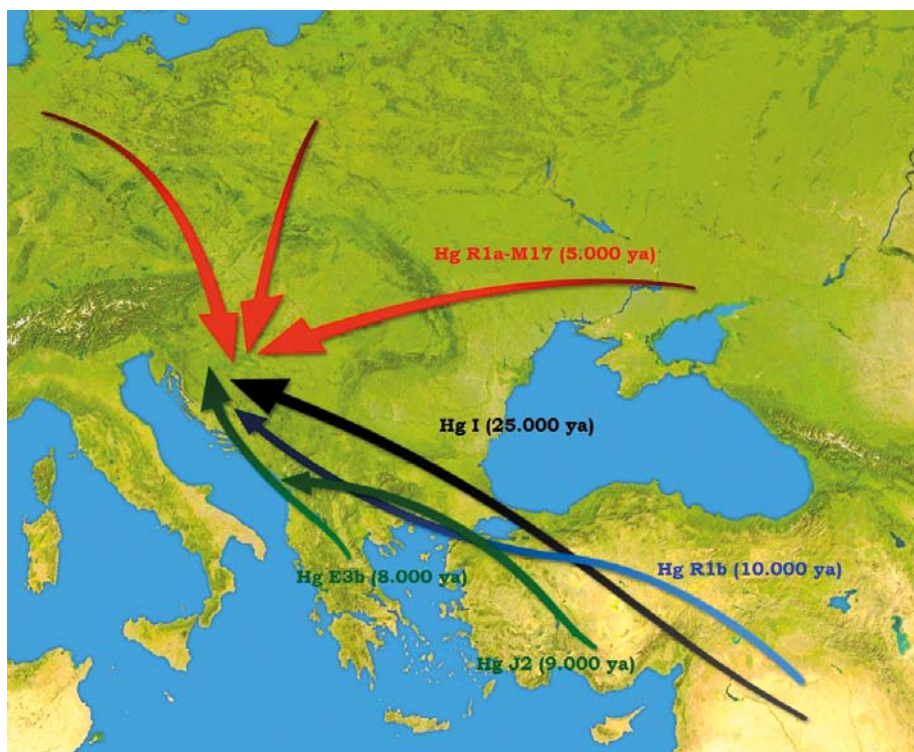 Hg R1a-M17 (5.000 ya)
Hg I (25.000 ya)
Hg R1b (10.000 ya)
Hg E3b (8.000 ya)
Hg J2 (9.000 ya)